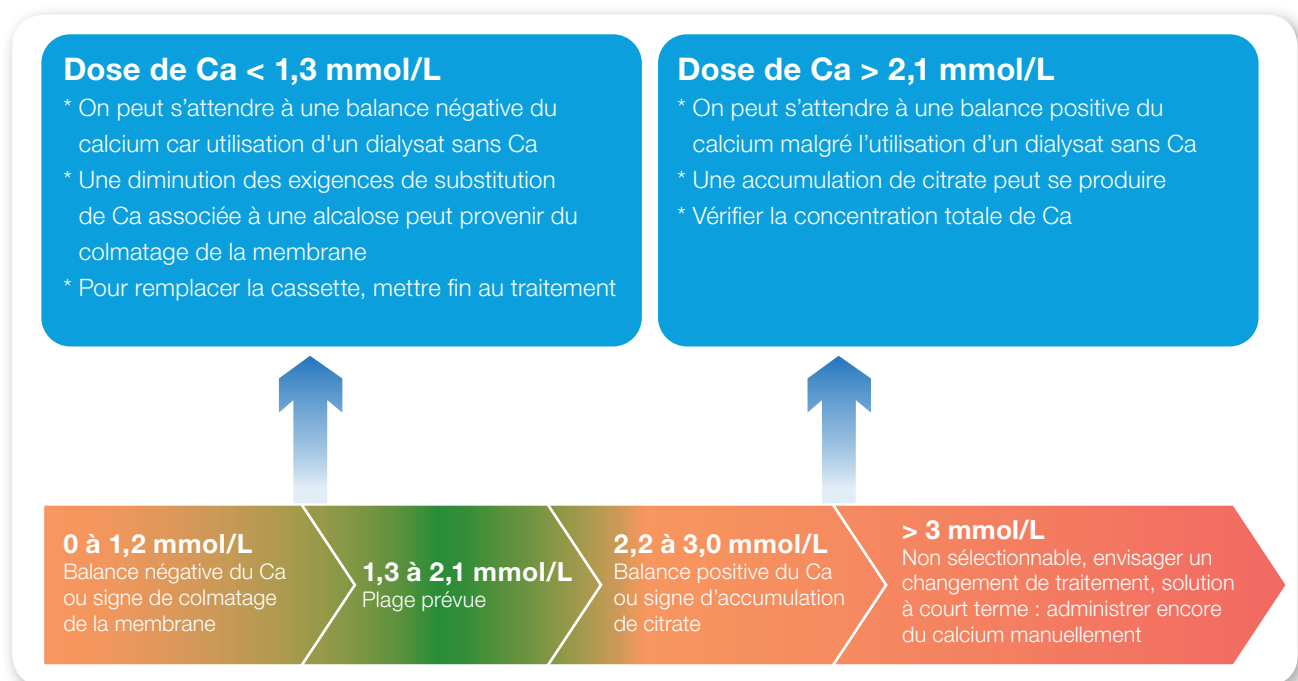 Dose de Ca < 1,3 mmol/L
* On peut s’attendre à une balance négative du
calcium car utilisation d'un dialysat sans Ca
* Une diminution des exigences de substitution
de Ca associée à une alcalose peut provenir du
colmatage de la membrane
* Pour remplacer la cassette, mettre fin au traitement
Dose de Ca > 2,1 mmol/L
* On peut s’attendre à une balance positive du
calcium malgré l’utilisation d’un dialysat sans Ca
* Une accumulation de citrate peut se produire
* Vérifier la concentration totale de Ca
0 à 1,2 mmol/L
Balance négative du Ca
ou signe de colmatage
de la membrane
1,3 à 2,1 mmol/L
Plage prévue
2,2 à 3,0 mmol/L
Balance positive du Ca
ou signe d’accumulation
de citrate
> 3 mmol/L
Non sélectionnable, envisager un
changement de traitement, solution
à court terme : administrer encore
du calcium manuellement